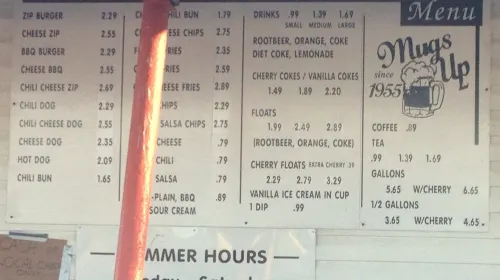 Menu
ZIP BURGER 2.29
CHEESE ZIP 2.55
BBQ BURGER 2.29
CHEESE BBQ 2.55
CHILI CHEESE ZIP 2.69
CHILI DOG 2.29
CHILI CHEESE DOG 2.55
CHEESE DOG 2.35
HOT DOG 2.09
CHILI BUN 1.65
CHILI BUN 1.79
CHEESE CHIPS 2.75
FRIES 2.35
FRIES 2.59
CHEESE FRIES 2.89
CHIPS 2.29
SALSA CHIPS 2.75
CHEESE .79
CHILI .79
SALSA .79
PLAIN, BBQ .89
SOUR CREAM
DRINKS .99 1.39 1.69
SMALL MEDIUM LARGE
ROOTBEER, ORANGE, COKE
DIET COKE, LEMONADE
CHERRY COKES / VANILLA COKES
1.49 1.89 2.20
FLOATS
1.99 2.49 2.89
(ROOTBEER, ORANGE, COKE)
CHERRY FLOATS EXTRA CHERRY .39
2.29 2.79 3.29
VANILLA ICE CREAM IN CUP
1 DIP .99
Mugs Up
since 1955
COFFEE .89
TEA
.99 1.39 1.69
GALLONS
5.65 W/CHERRY 6.65
1/2 GALLONS
3.65 W/CHERRY 4.65
MMER HOURS